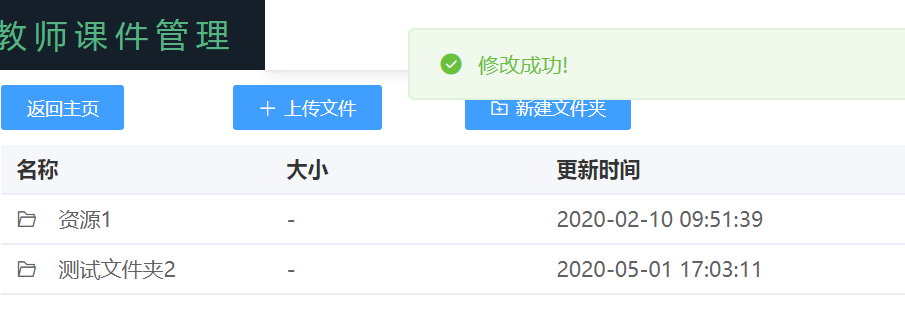 教师课件管理
修改成功!
返回主页
上传文件
新建文件夹
名称 大小 更新时间
资源1 - 2020-02-10 09:51:39
测试文件夹2 - 2020-05-01 17:03:11